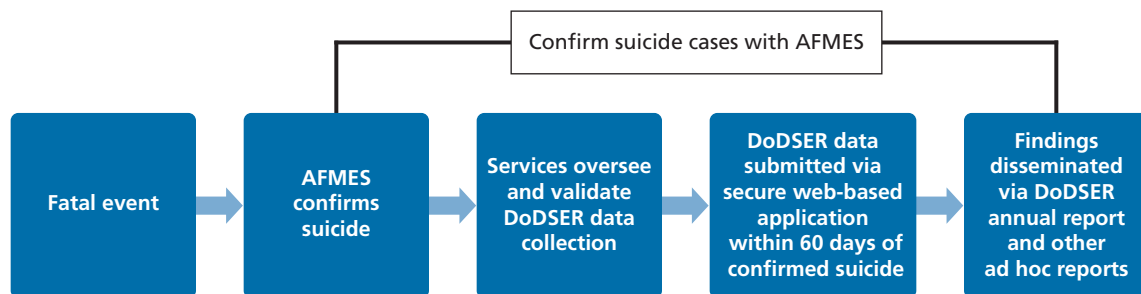 Confirm suicide cases with AFMES
Fatal event
AFMES
confirms
suicide
Services oversee
and validate
DoDSER data
collection
DoDSER data
submitted via
secure web-based
application
within 60 days of
confirmed suicide
Findings
disseminated
via DoDSER
annual report
and other
ad hoc reports